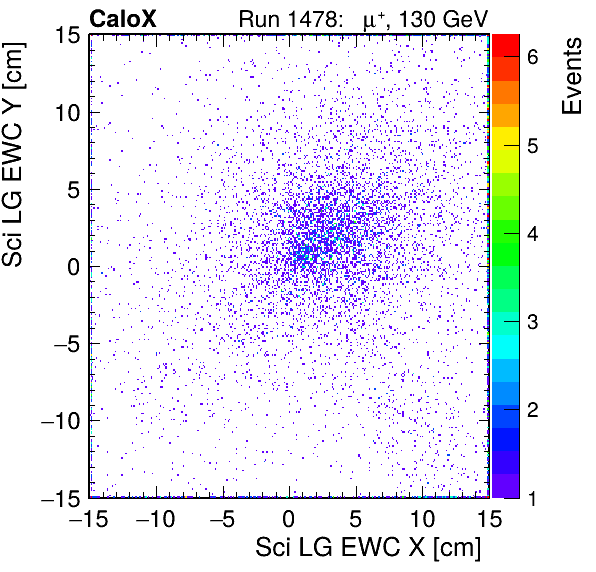 CaloX Run 1478: μ⁺, 130 GeV
Sci LG EWC Y [cm]
15
10
5
0
−5
−10
−15
−15 −10 −5 0 5 10 15
Sci LG EWC X [cm]
Events
6
5
4
3
2
1